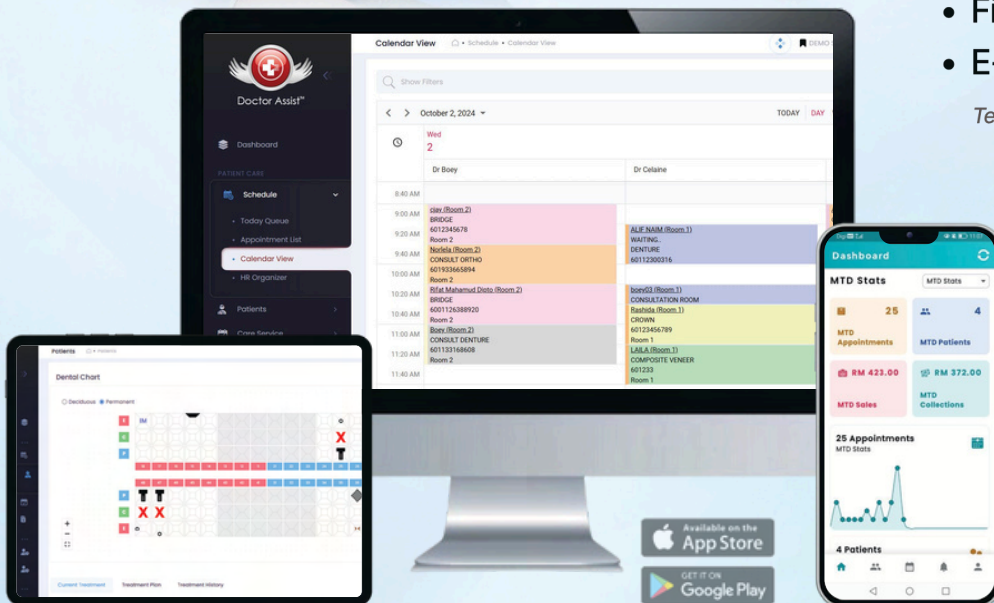 Calendar View
Schedule • Calendar View
DEMO
Show Filters
October 2, 2024
TODAY
DAY
Wed
2
Dr Boey
Dr Celaine
8:40 AM
9:00 AM
9:20 AM
9:40 AM
10:00 AM
10:20 AM
10:40 AM
11:00 AM
11:20 AM
11:40 AM
cjay (Room 2)
BRIDGE
6012345678
Room 2
Norlela (Room 2)
CONSULT ORTHO
601933665894
Room 2
Rifat Mahamud Dipto (Room 2)
BRIDGE
6001126388920
Room 2
Boey (Room 2)
CONSULT DENTURE
601133168608
Room 2
ALIF NAIM (Room 1)
WAITING..
DENTURE
60112300316
boey03 (Room 1)
CONSULTATION ROOM
Rashida (Room 1)
CROWN
60123456789
Room 1
LAILA (Room 1)
COMPOSITE VENEER
601233
Room 1
Doctor Assist™
Dashboard
PATIENT CARE
Schedule
Today Queue
Appointment List
Calendar View
HR Organizer
Patients
Care Service
• Fi
• E-
Te
Patients
Dental Chart
Deciduous
Permanent
IM
Current Treatment
Treatment Plan
Treatment History
Available on the
App Store
GET IT ON
Google Play
11:07
Dashboard
MTD Stats
MTD Stats
25
MTD
Appointments
4
MTD Patients
RM 423.00
MTD Sales
RM 372.00
MTD
Collections
25 Appointments
MTD Stats
4 Patients